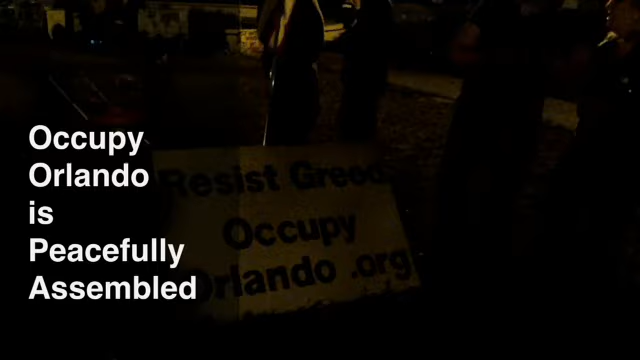 Occupy
Orlando
is
Peacefully
Assembled
Resist Greed
Occupy
Orlando .org